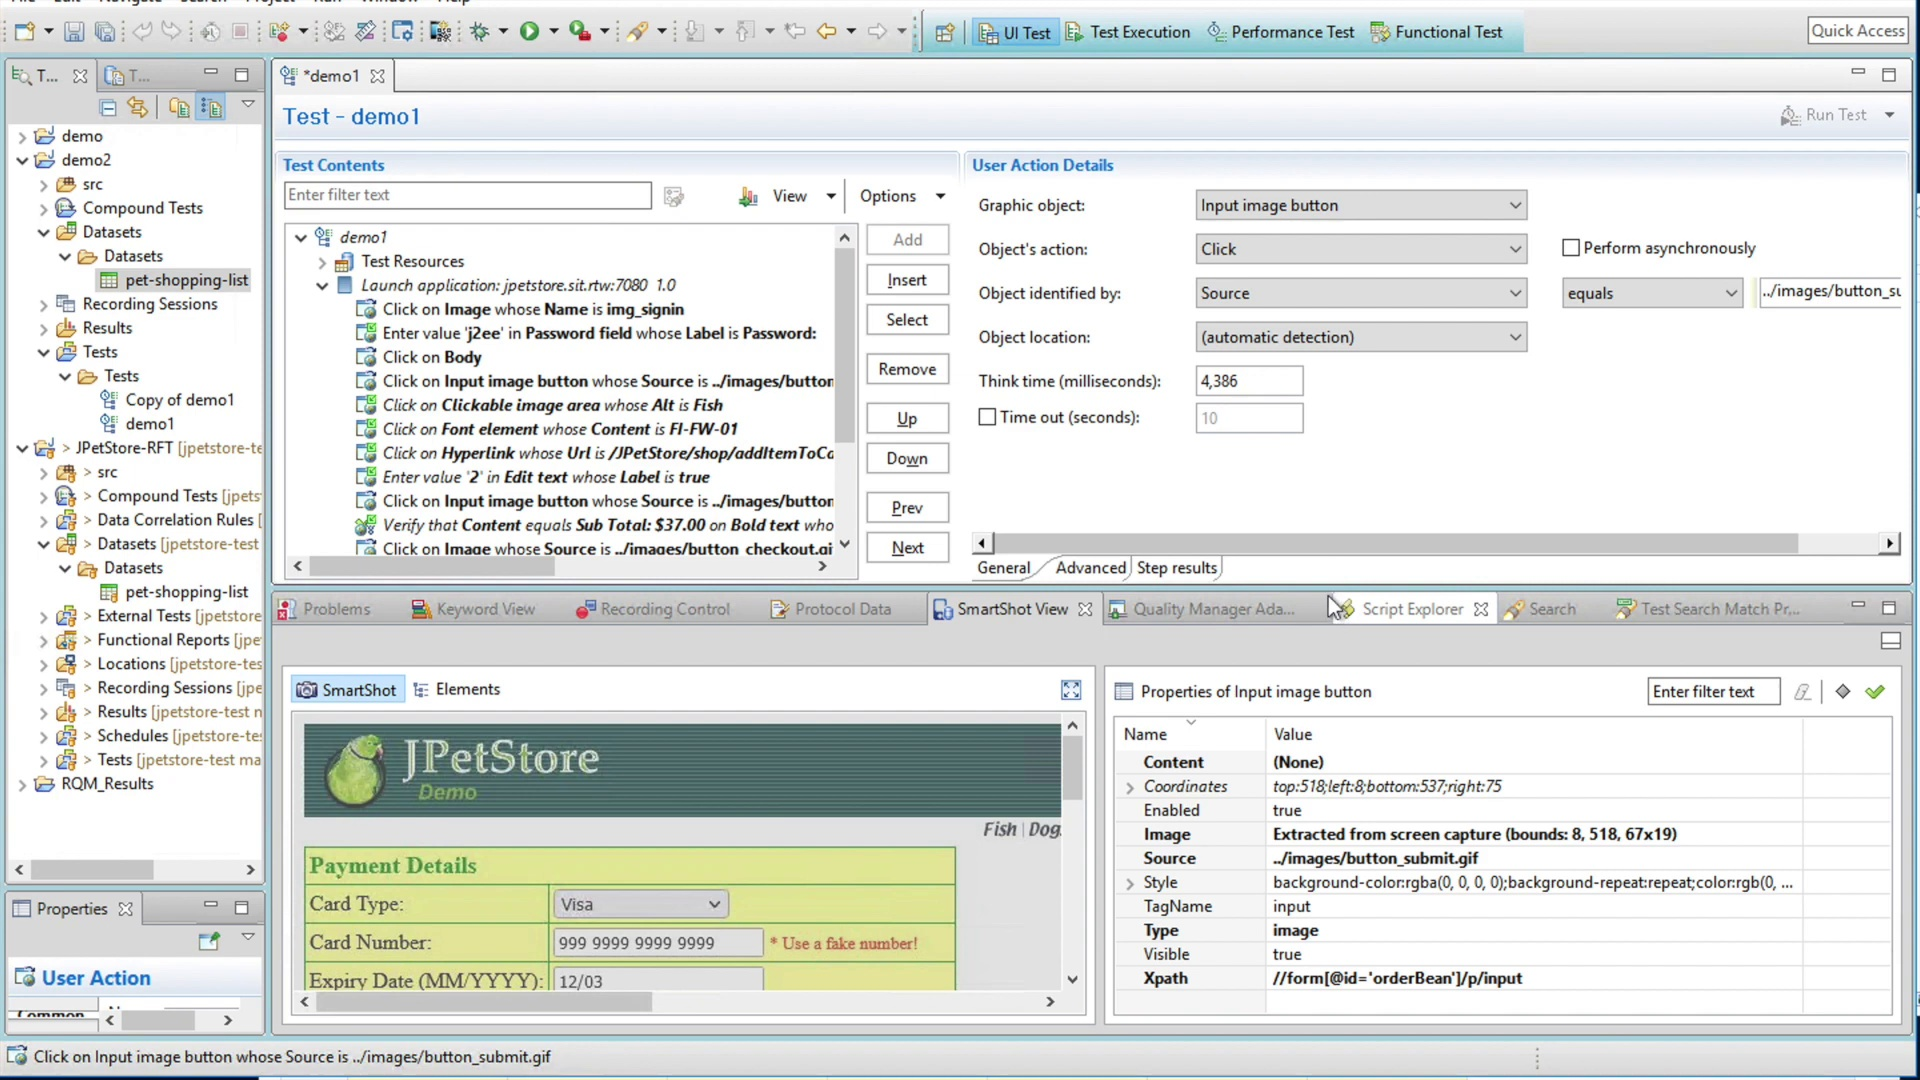 UI Test
Test Execution
Performance Test
Functional Test
Quick Access
T...
T...
*demo1
demo
demo2
src
Compound Tests
Datasets
Datasets
pet-shopping-list
Recording Sessions
Results
Tests
Tests
Copy of demo1
demo1
> JPetStore-RFT [jpetstore-te
> src
> Compound Tests [jpets
> Data Correlation Rules [
> Datasets [jpetstore-test
Datasets
pet-shopping-list
> External Tests [jpetstore
> Functional Reports [jpet
> Locations [jpetstore-tes
> Recording Sessions [jpe
> Results [jpetstore-test n
> Schedules [jpetstore-tes
> Tests [jpetstore-test ma
RQM_Results
Properties
User Action
Common
Test - demo1
Run Test
Test Contents
Enter filter text
View
Options
demo1
Test Resources
Launch application: jpetstore.sit.rtw:7080 1.0
Click on Image whose Name is img_signin
Enter value 'j2ee' in Password field whose Label is Password:
Click on Body
Click on Input image button whose Source is ../images/button
Click on Clickable image area whose Alt is Fish
Click on Font element whose Content is FI-FW-01
Click on Hyperlink whose Url is /JPetStore/shop/addItemToCa
Enter value '2' in Edit text whose Label is true
Click on Input image button whose Source is ../images/button
Verify that Content equals Sub Total: $37.00 on Bold text who
Click on Image whose Source is ../images/button_checkout.gi
Add
Insert
Select
Remove
Up
Down
Prev
Next
User Action Details
Graphic object: Input image button
Object's action: Click
Perform asynchronously
Object identified by: Source equals ../images/button_su
Object location: (automatic detection)
Think time (milliseconds): 4,386
Time out (seconds): 10
General
Advanced
Step results
Problems
Keyword View
Recording Control
Protocol Data
SmartShot View
Quality Manager Ada...
Script Explorer
Search
Test Search Match Pr...
SmartShot
Elements
JPetStore
Demo
Fish | Dog
Payment Details
Card Type: Visa
Card Number: 999 9999 9999 9999 * Use a fake number!
Expiry Date (MM/YYYY): 12/03
Properties of Input image button
Enter filter text
Name Value
Content (None)
Coordinates top:518;left:8;bottom:537;right:75
Enabled true
Image Extracted from screen capture (bounds: 8, 518, 67x19)
Source ../images/button_submit.gif
Style background-color:rgba(0, 0, 0, 0);background-repeat:repeat;color:rgb(0, ...
TagName input
Type image
Visible true
Xpath //form[@id='orderBean']/p/input
Click on Input image button whose Source is ../images/button_submit.gif